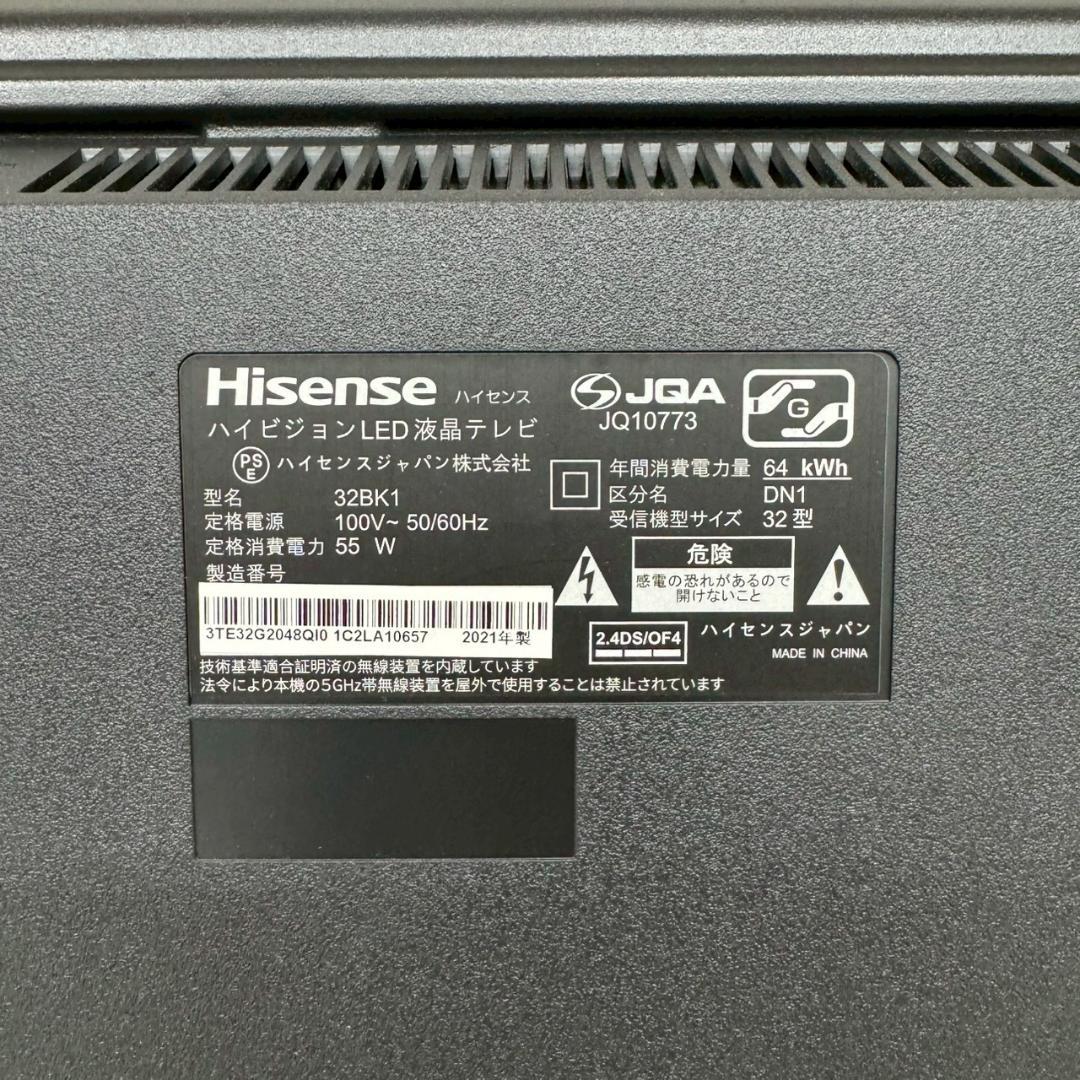 Hisense ハイセンス
ハイビジョンLED液晶テレビ
PSE ハイセンスジャパン株式会社
型名 32BK1
定格電源 100V~ 50/60Hz
定格消費電力 55 W
製造番号
3TE32G2048QI0 1C2LA10657 2021年製
JQA
JQ10773
G
年間消費電力量 64 kWh
区分名 DN1
受信機型サイズ 32型
危険
感電の恐れがあるので
開けないこと
2.4DS/OF4
ハイセンスジャパン
MADE IN CHINA
技術基準適合証明済の無線装置を内蔵しています
法令により本機の5GHz帯無線装置を屋外で使用することは禁止されています